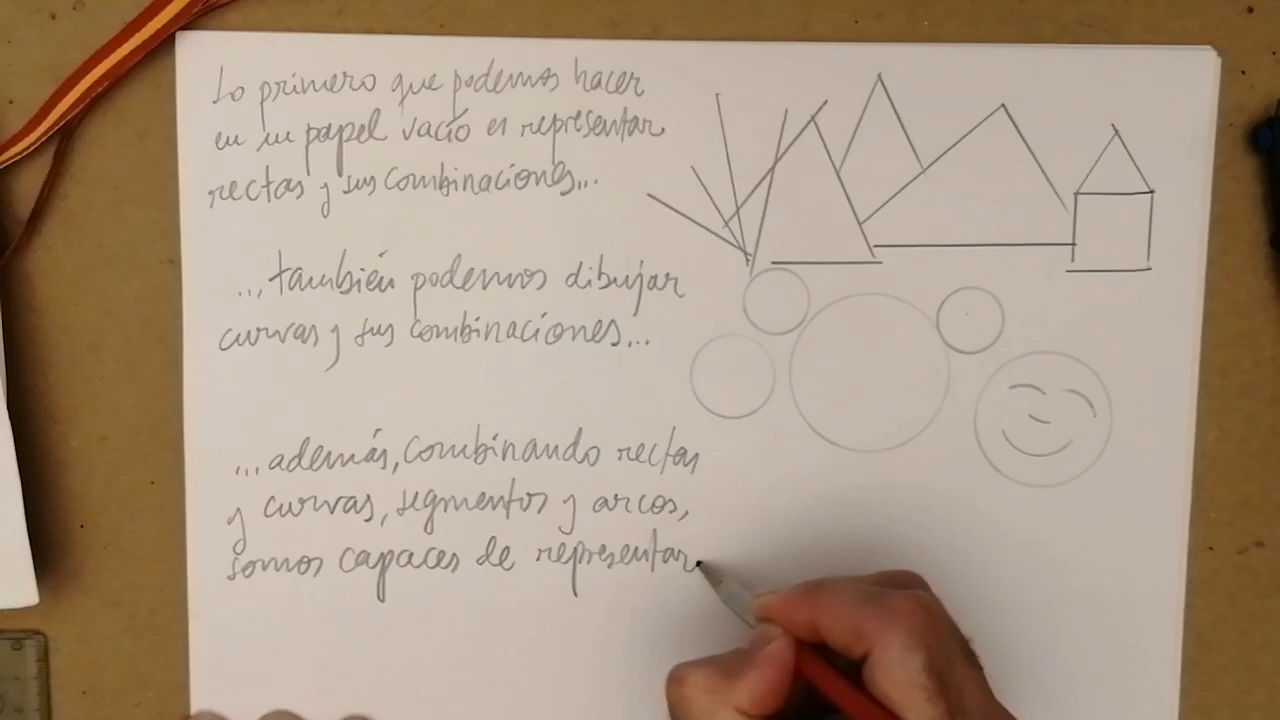 Lo primero que podemos hacer
en un papel vacío es representar
rectas y sus combinaciones...
...también podemos dibujar
curvas y sus combinaciones...
...además, combinando rectas
y curvas, segmentos y arcos,
somos capaces de representar